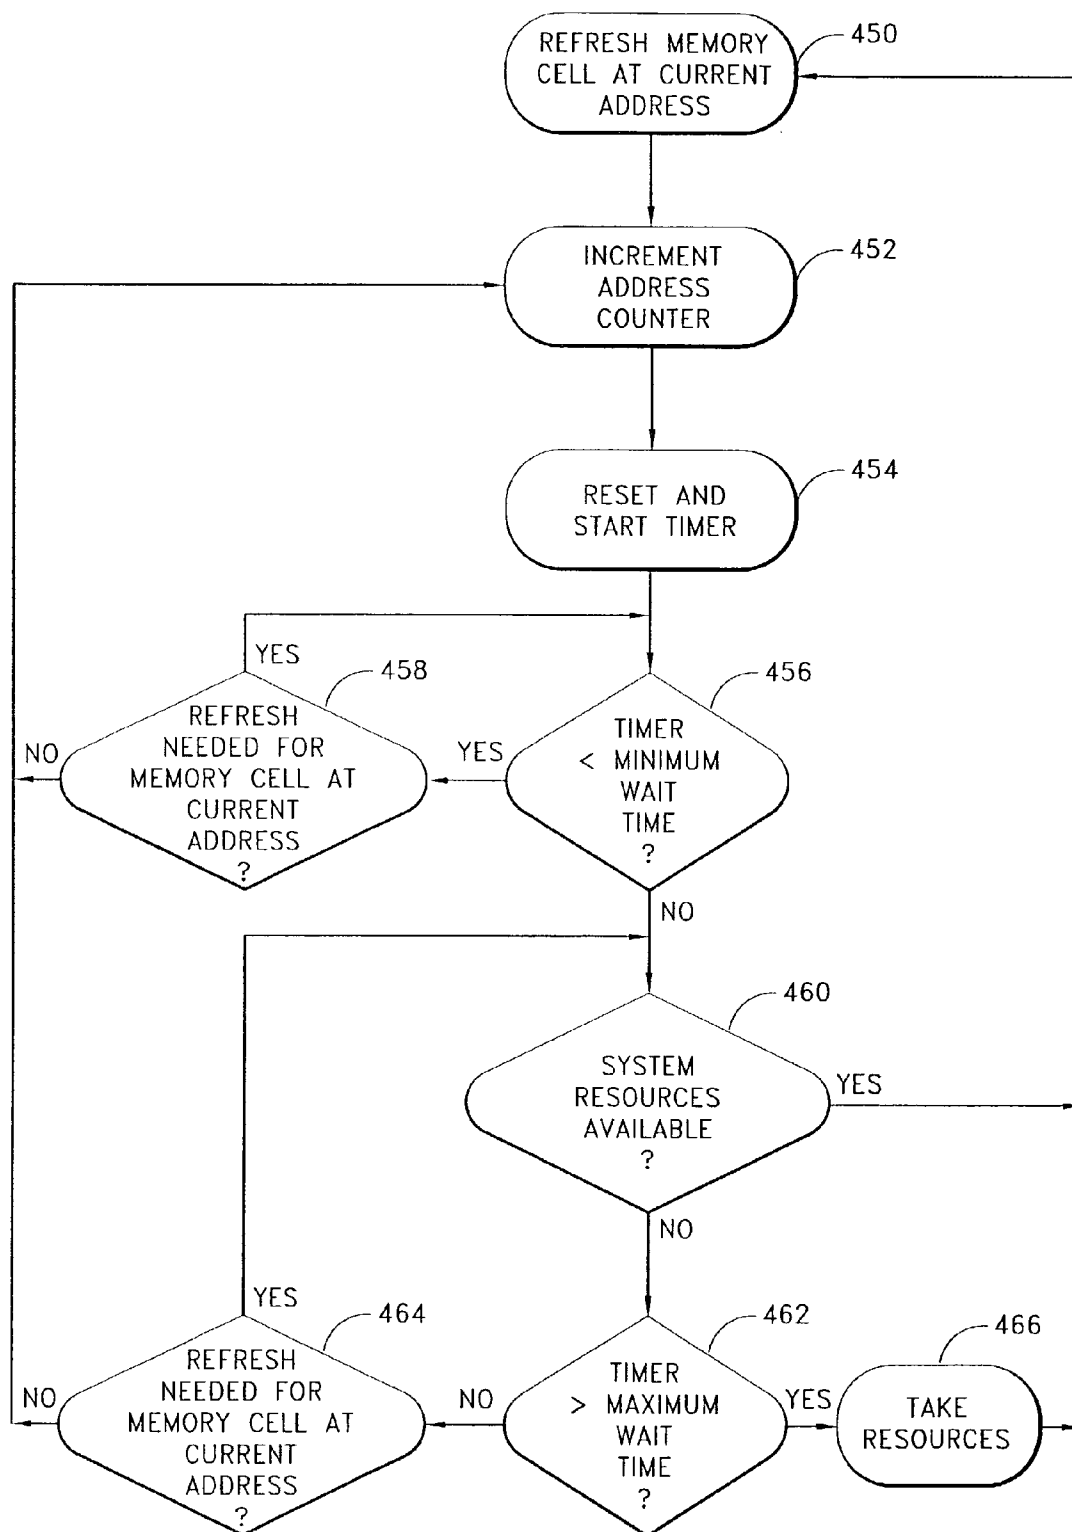 REFRESH MEMORY
CELL AT CURRENT
ADDRESS
450
INCREMENT
ADDRESS
COUNTER
452
RESET AND
START TIMER
454
YES
458
REFRESH
NEEDED FOR
MEMORY CELL AT
CURRENT
ADDRESS
?
NO
YES
456
TIMER
< MINIMUM
WAIT
TIME
?
NO
460
SYSTEM
RESOURCES
AVAILABLE
?
YES
NO
YES
464
REFRESH
NEEDED FOR
MEMORY CELL AT
CURRENT
ADDRESS
?
NO
NO
462
TIMER
> MAXIMUM
WAIT
TIME
?
YES
466
TAKE
RESOURCES